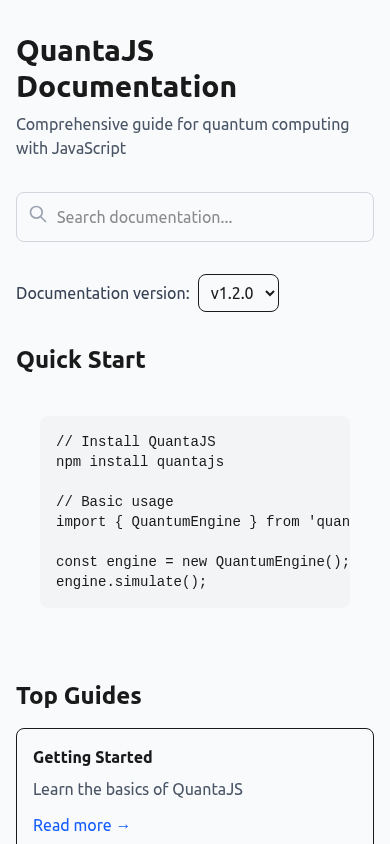 QuantaJS
Documentation
Comprehensive guide for quantum computing
with JavaScript
Search documentation...
Documentation version: v1.2.0
Quick Start
// Install QuantaJS
npm install quantajs
// Basic usage
import { QuantumEngine } from 'quan
const engine = new QuantumEngine();
engine.simulate();
Top Guides
Getting Started
Learn the basics of QuantaJS
Read more →